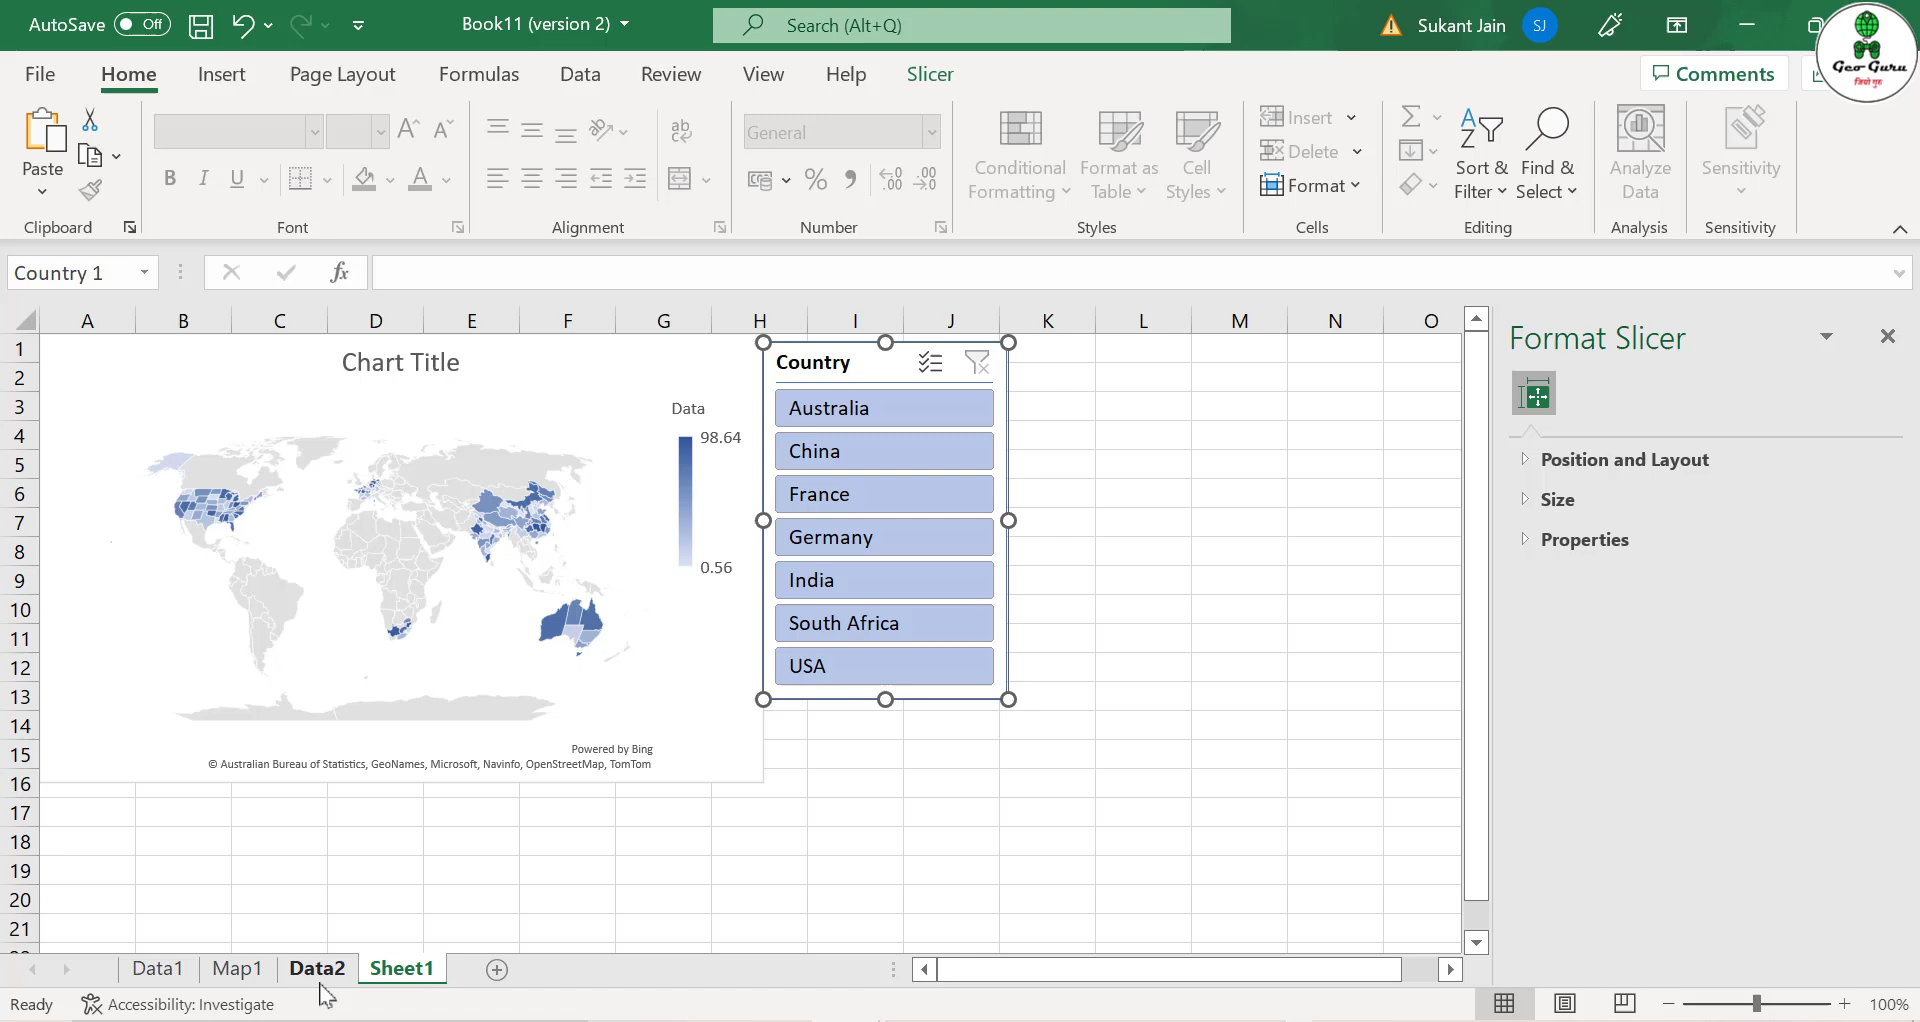 AutoSave Off
Book11 (version 2)
Search (Alt+Q)
Sukant Jain
SJ
Geo Guru
जियो गुरु
File Home Insert Page Layout Formulas Data Review View Help Slicer
Comments
Paste
General
Conditional Formatting
Format as Table
Cell Styles
Insert
Delete
Format
Sort & Filter
Find & Select
Analyze Data
Sensitivity
Clipboard Font Alignment Number Styles Cells Editing Analysis Sensitivity
Country 1
fx
A B C D E F G H I J K L M N O
1
2
3
4
5
6
7
8
9
10
11
12
13
14
15
16
17
18
19
20
21
Chart Title
Data
98.64
0.56
Powered by Bing
© Australian Bureau of Statistics, GeoNames, Microsoft, Navinfo, OpenStreetMap, TomTom
Country
Australia
China
France
Germany
India
South Africa
USA
Format Slicer
Position and Layout
Size
Properties
Data1 Map1 Data2 Sheet1
Ready
Accessibility: Investigate
100%